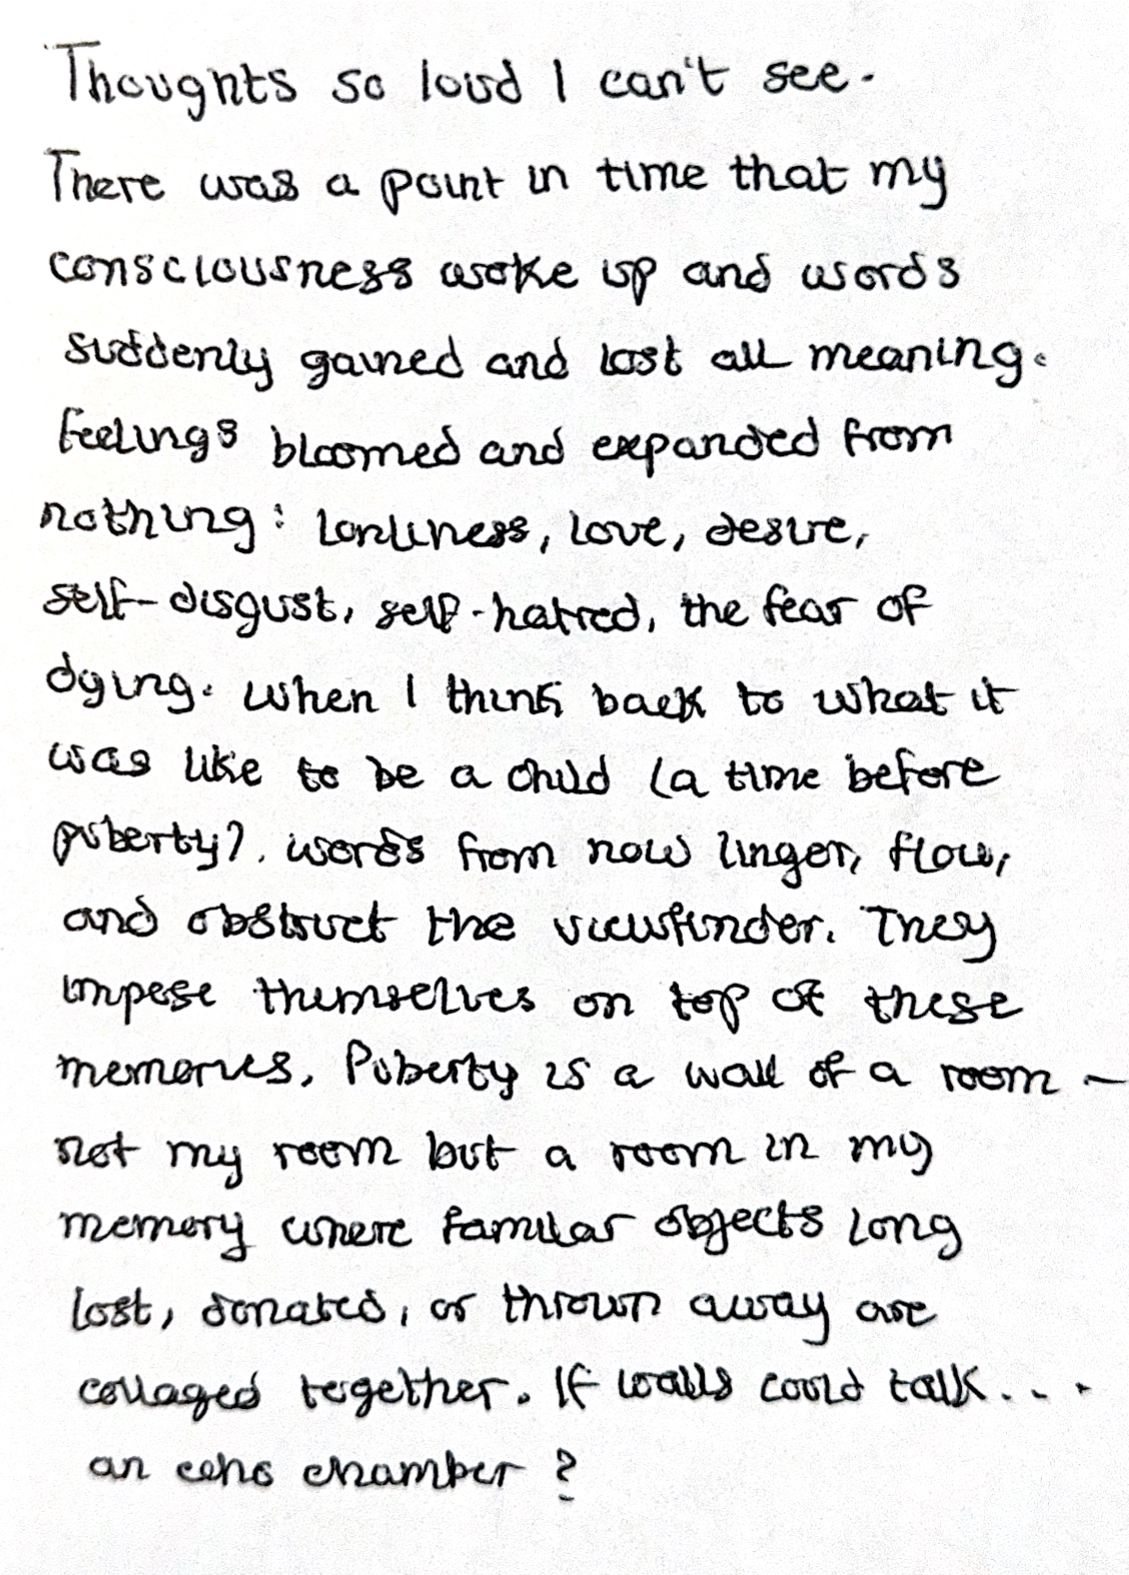 Thoughts so loud I can't see.
There was a point in time that my
consciousness woke up and words
suddenly gained and lost all meaning.
feelings bloomed and expanded from
nothing: lonliness, love, desire,
self-disgust, self-hatred, the fear of
dying. When I think back to what it
was like to be a child (a time before
puberty). words from now linger, flow,
and obstruct the viewfinder. They
impose themselves on top of these
memories. Puberty is a wall of a room –
not my room but a room in my
memory where familiar objects long
lost, donated, or thrown away are
collaged together. If walls could talk....
an echo chamber?